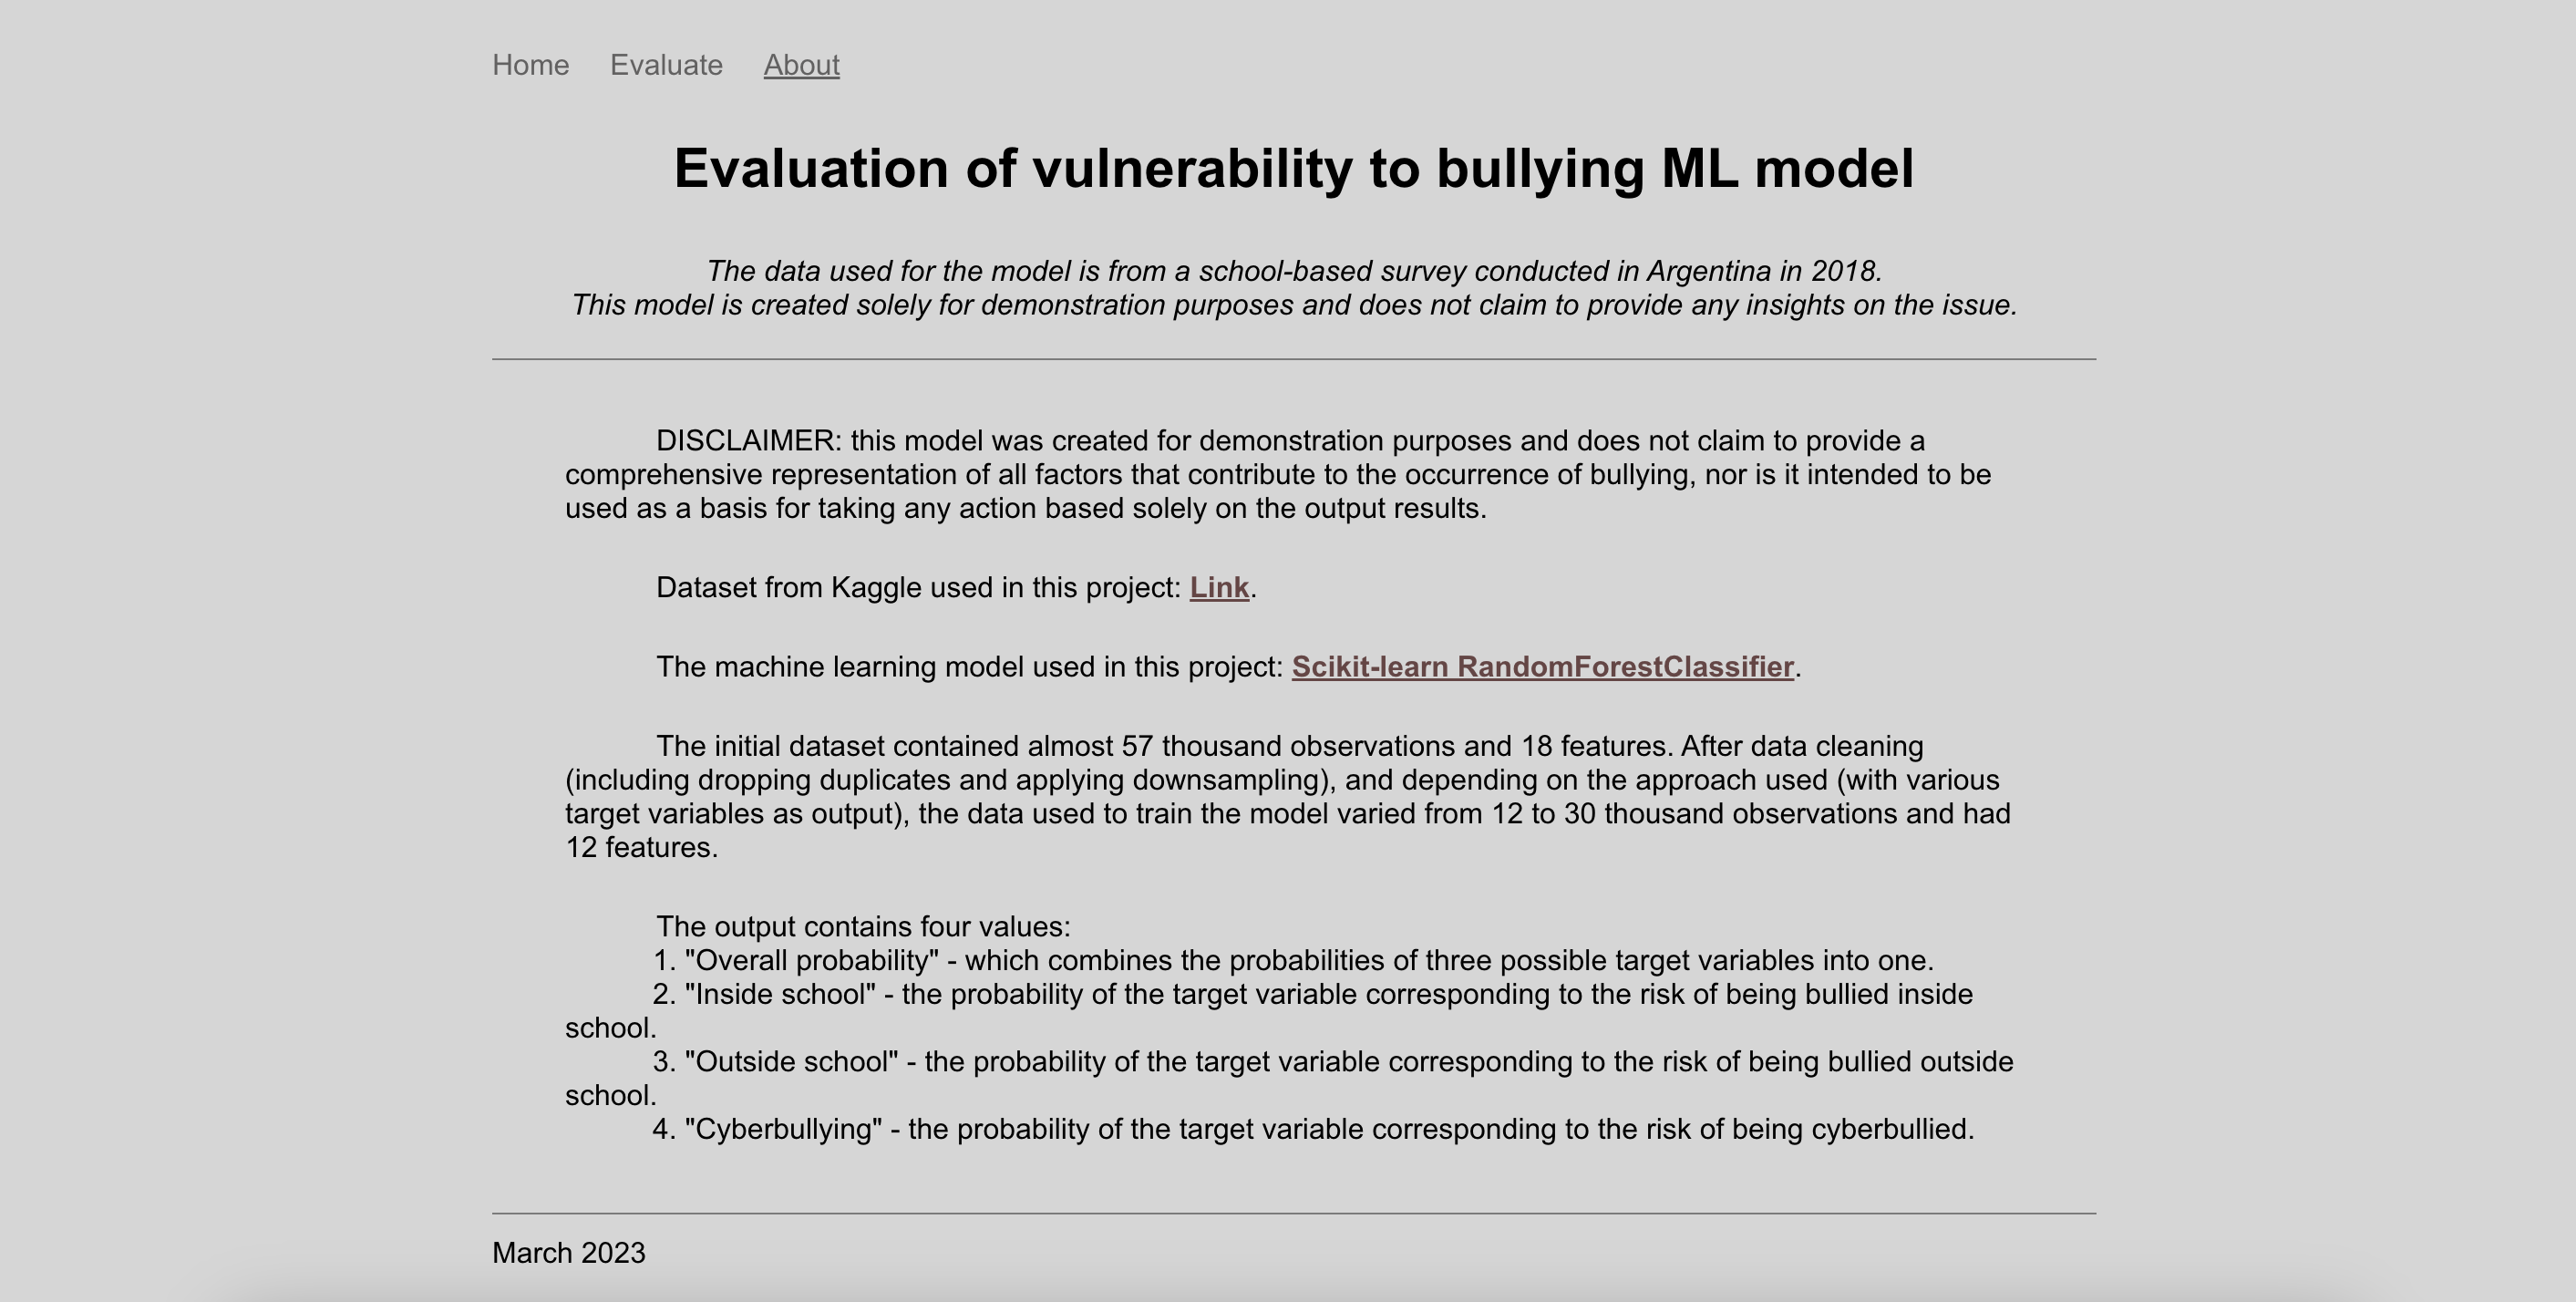 Home Evaluate About
Evaluation of vulnerability to bullying ML model
The data used for the model is from a school-based survey conducted in Argentina in 2018.
This model is created solely for demonstration purposes and does not claim to provide any insights on the issue.
DISCLAIMER: this model was created for demonstration purposes and does not claim to provide a
comprehensive representation of all factors that contribute to the occurrence of bullying, nor is it intended to be
used as a basis for taking any action based solely on the output results.
Dataset from Kaggle used in this project: Link.
The machine learning model used in this project: Scikit-learn RandomForestClassifier.
The initial dataset contained almost 57 thousand observations and 18 features. After data cleaning
(including dropping duplicates and applying downsampling), and depending on the approach used (with various
target variables as output), the data used to train the model varied from 12 to 30 thousand observations and had
12 features.
The output contains four values:
1. "Overall probability" - which combines the probabilities of three possible target variables into one.
2. "Inside school" - the probability of the target variable corresponding to the risk of being bullied inside
school.
3. "Outside school" - the probability of the target variable corresponding to the risk of being bullied outside
school.
4. "Cyberbullying" - the probability of the target variable corresponding to the risk of being cyberbullied.
March 2023